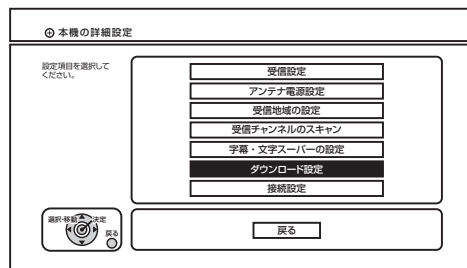 本機の詳細設定
設定項目を選択して
ください。
受信設定
アンテナ電源設定
受信地域の設定
受信チャンネルのスキャン
字幕・文字スーパーの設定
ダウンロード設定
接続設定
選択・移動 決定
戻る
戻る